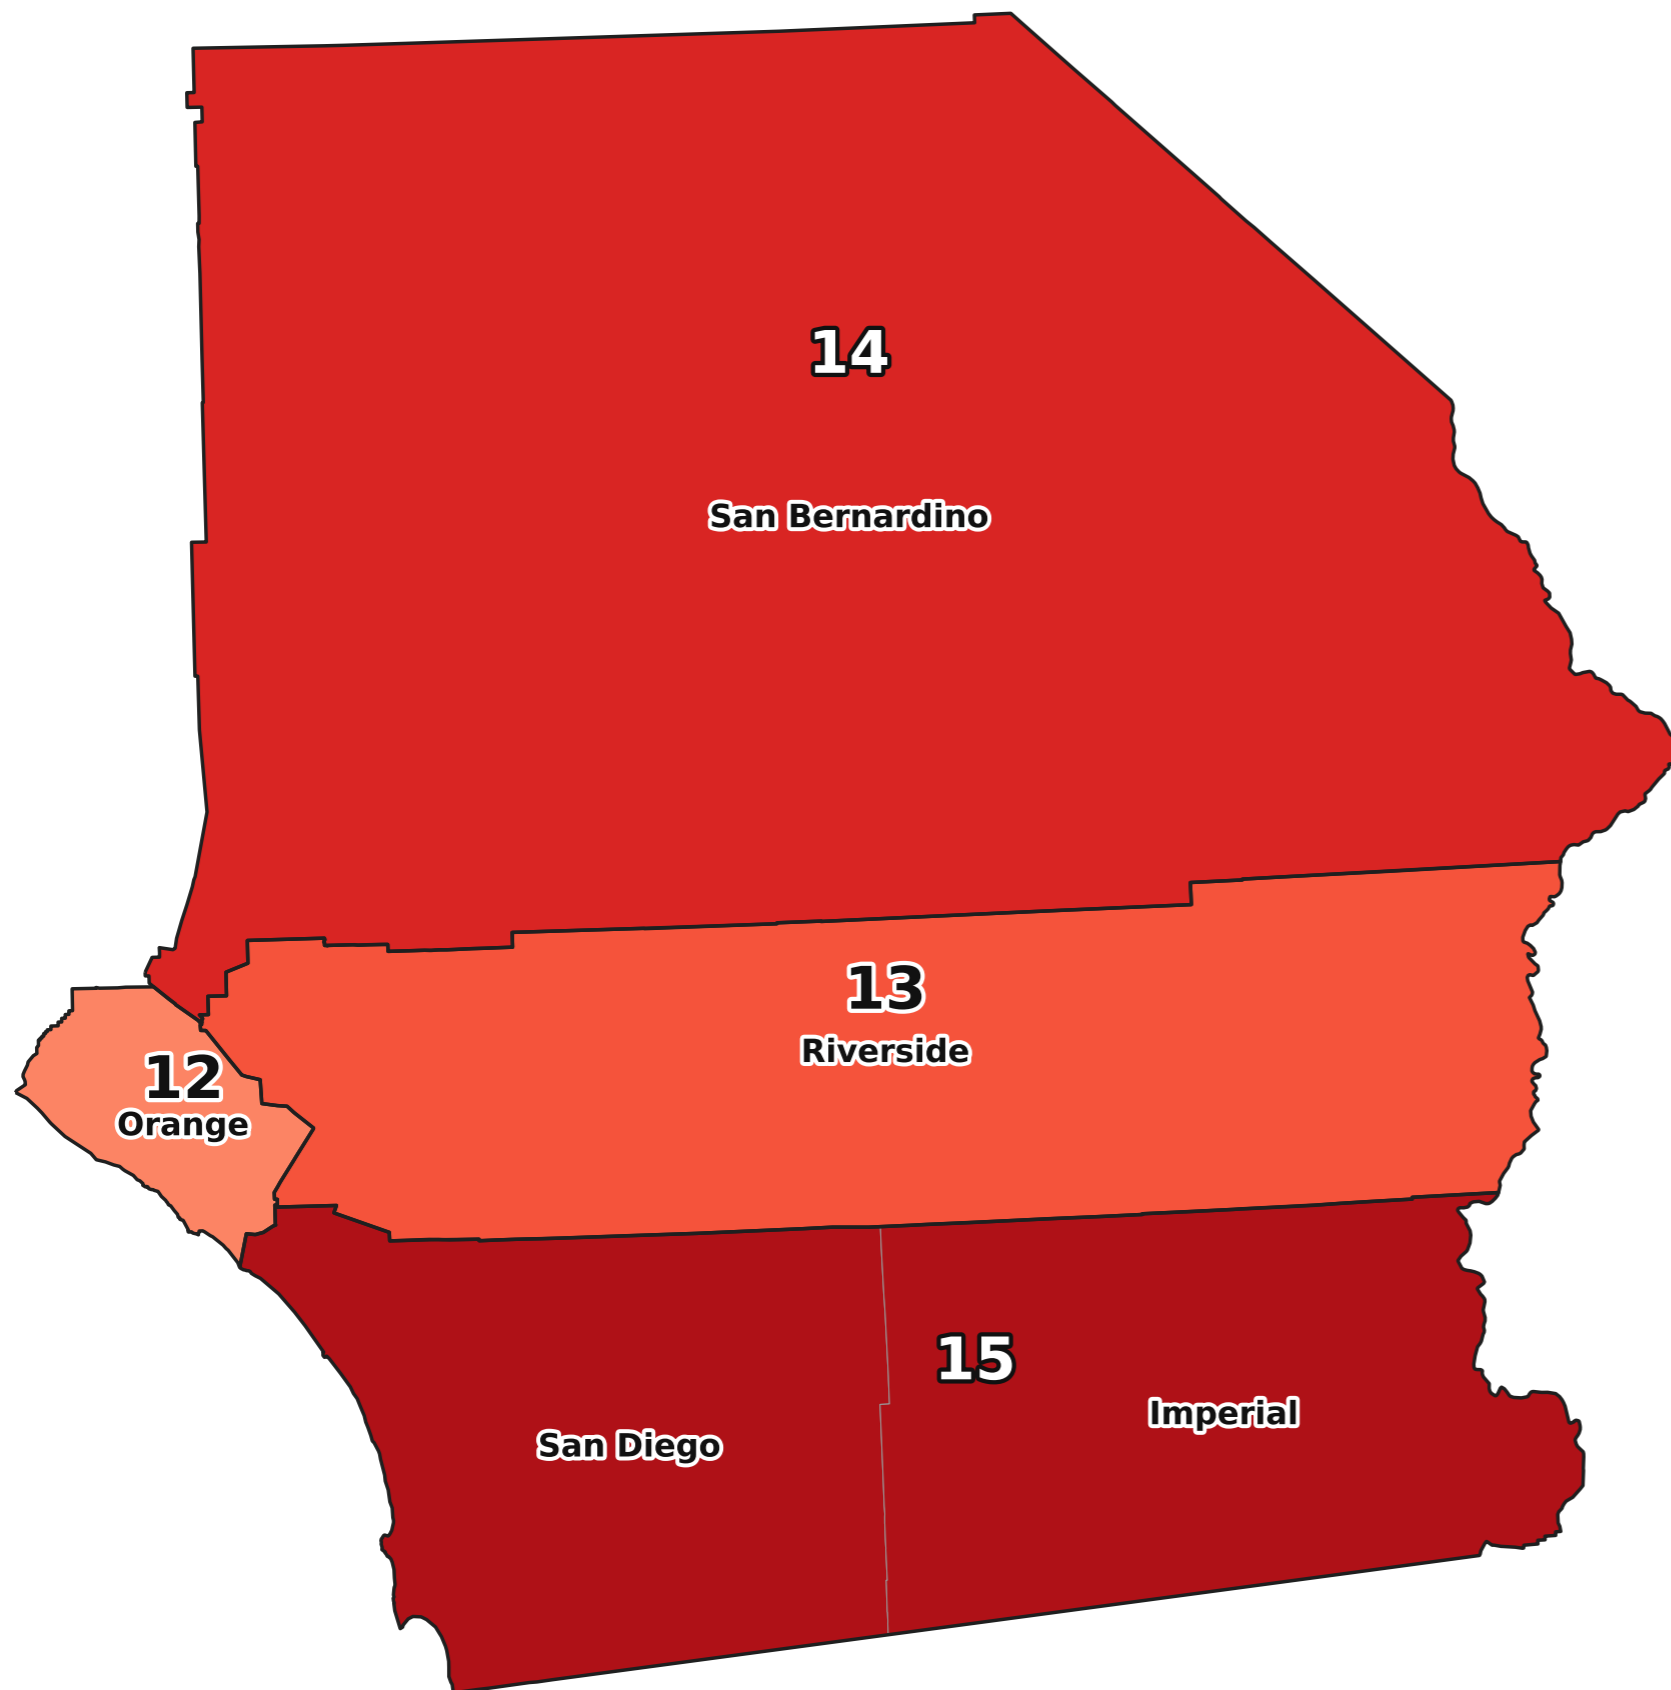 14
San Bernardino
13
Riverside
12
Orange
15
Imperial
San Diego